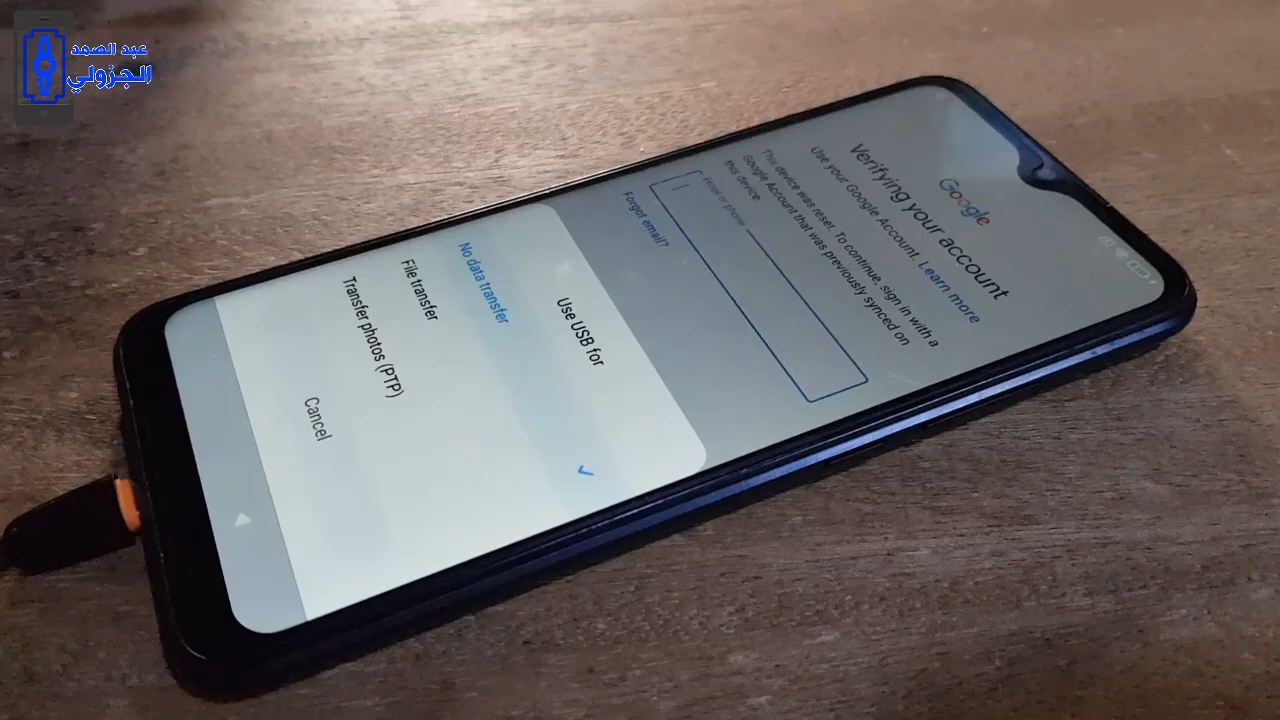 عبد الصمد
الجزولي
Google
Verifying your account
Use your Google Account. Learn more
This device was reset. To continue, sign in with a
Google Account that was previously synced on
this device.
Email or phone
Forgot email?
Use USB for
No data transfer
File transfer
Transfer photos (PTP)
Cancel